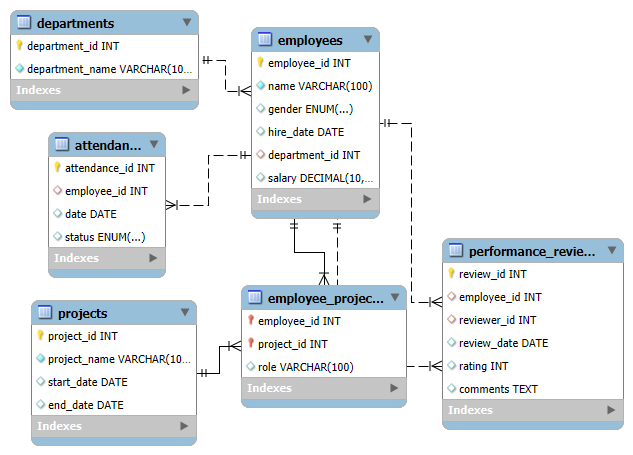 departments
department_id INT
department_name VARCHAR(10...
Indexes
employees
employee_id INT
name VARCHAR(100)
gender ENUM(...)
hire_date DATE
department_id INT
salary DECIMAL(10,...
Indexes
attendan...
attendance_id INT
employee_id INT
date DATE
status ENUM(...)
Indexes
projects
project_id INT
project_name VARCHAR(10...
start_date DATE
end_date DATE
Indexes
employee_projec...
employee_id INT
project_id INT
role VARCHAR(100)
Indexes
performance_revie...
review_id INT
employee_id INT
reviewer_id INT
review_date DATE
rating INT
comments TEXT
Indexes